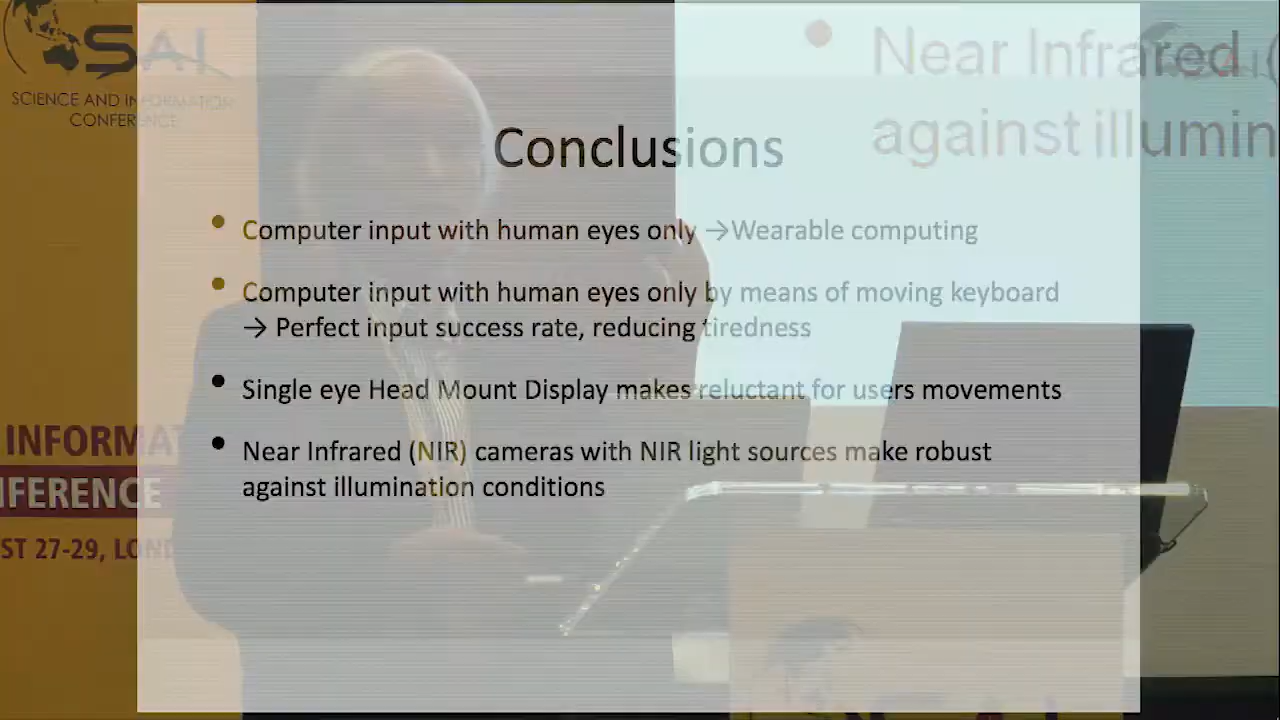 SAI
SCIENCE AND INFORMATION
CONFERENCE
Near Infrared (
against illumin
Conclusions
• Computer input with human eyes only →Wearable computing
• Computer input with human eyes only by means of moving keyboard
→ Perfect input success rate, reducing tiredness
• Single eye Head Mount Display makes reluctant for users movements
• Near Infrared (NIR) cameras with NIR light sources make robust
against illumination conditions
INFORMA
NFERENCE
ST 27-29, LOND